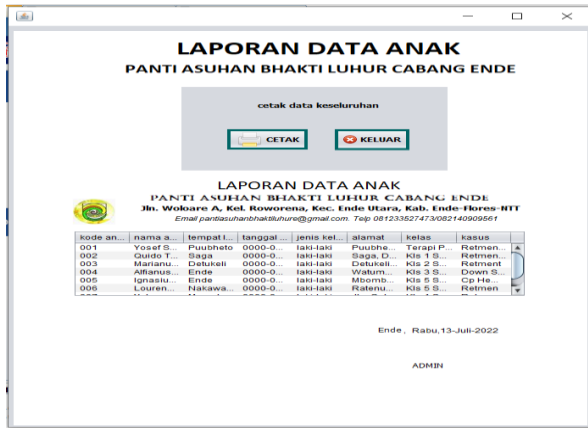 LAPORAN DATA ANAK
PANTI ASUHAN BHAKTI LUHUR CABANG ENDE
cetak data keseluruhan
CETAK KELUAR
LAPORAN DATA ANAK
PANTI ASUHAN BHAKTI LUHUR CABANG ENDE
Jln. Woloare A, Kel. Roworena, Kec. Ende Utara, Kab. Ende-Flores-NTT
Email pantiasuhanbhaktiluhure@gmail.com. Telp 081233527473/082140909561
kode an... nama a... tempat l... tanggal ... jenis kel... alamat kelas kasus
001 Yosef S... Puubheto 0000-0... laki-laki Puubhe... Terapi P... Retmen...
002 Quido T... Saga 0000-0... laki-laki Saga, D... Kls 1 S... Retmen...
003 Marianu... Detukeli 0000-0... laki-laki Detukeli... Kls 2 S... Retment
004 Alfianus... Ende 0000-0... laki-laki Watum... Kls 3 S... Down S...
005 Ignasiu... Ende 0000-0... laki-laki Mbomb... Kls 5 S... Cp He...
006 Louren... Nakawa... 0000-0... laki-laki Ratenu... Kls 5 S... Retmen
Ende, Rabu,13-Juli-2022
ADMIN